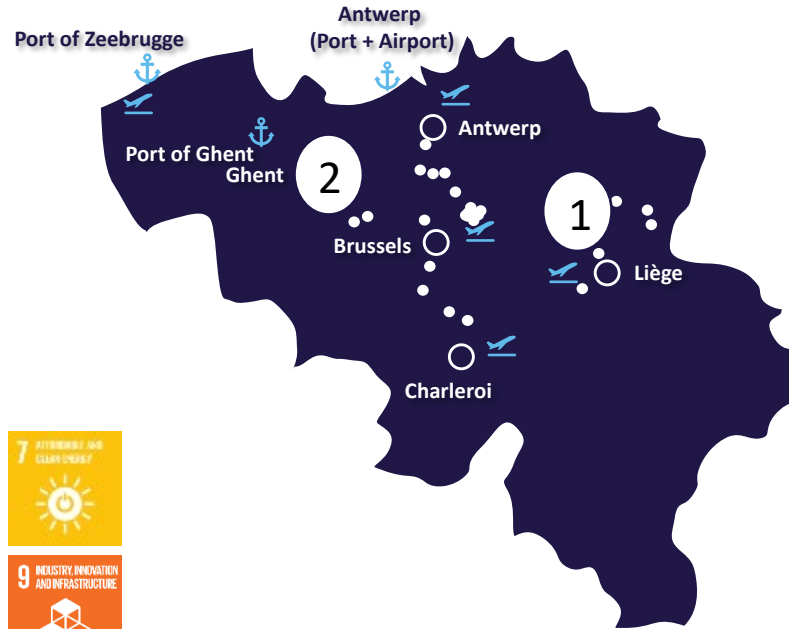 Antwerp
(Port + Airport)
Port of Zeebrugge
Antwerp
Port of Ghent
Ghent
2
1
Brussels
Liège
Charleroi
7 AFFORDABLE AND
CLEAN ENERGY
9 INDUSTRY, INNOVATION
AND INFRASTRUCTURE